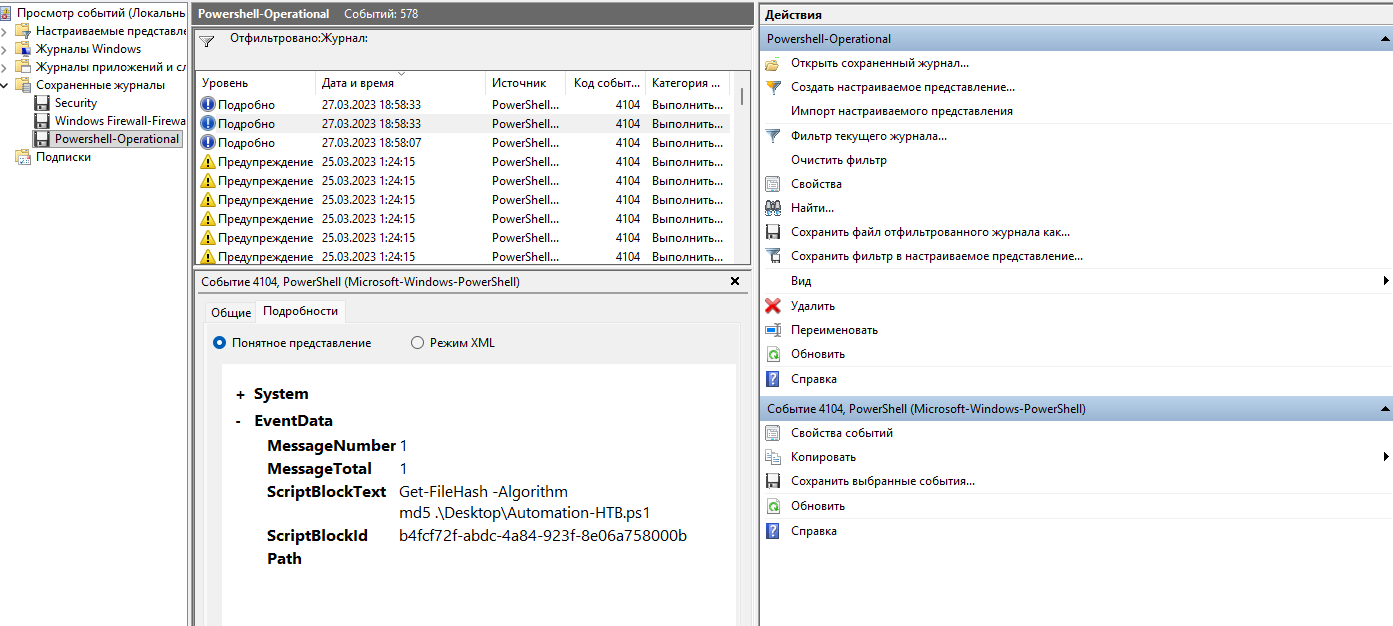 Просмотр событий (Локальнь
Настраиваемые представле
Журналы Windows
Журналы приложений и сл
Сохраненные журналы
Security
Windows Firewall-Firewa
Powershell-Operational
Подписки
Powershell-Operational Событий: 578
Отфильтровано:Журнал:
Уровень Дата и время Источник Код событ... Категория ...
Подробно 27.03.2023 18:58:33 PowerShell... 4104 Выполнить...
Подробно 27.03.2023 18:58:33 PowerShell... 4104 Выполнить...
Подробно 27.03.2023 18:58:07 PowerShell... 4104 Выполнить...
Предупреждение 25.03.2023 1:24:15 PowerShell... 4104 Выполнить...
Предупреждение 25.03.2023 1:24:15 PowerShell... 4104 Выполнить...
Предупреждение 25.03.2023 1:24:15 PowerShell... 4104 Выполнить...
Предупреждение 25.03.2023 1:24:15 PowerShell... 4104 Выполнить...
Предупреждение 25.03.2023 1:24:15 PowerShell... 4104 Выполнить...
Предупреждение 25.03.2023 1:24:15 PowerShell... 4104 Выполнить...
Событие 4104, PowerShell (Microsoft-Windows-PowerShell)
Общие Подробности
Понятное представление Режим XML
+ System
- EventData
MessageNumber 1
MessageTotal 1
ScriptBlockText Get-FileHash -Algorithm
md5 .\Desktop\Automation-HTB.ps1
ScriptBlockId b4fcf72f-abdc-4a84-923f-8e06a758000b
Path
Действия
Powershell-Operational
Открыть сохраненный журнал...
Создать настраиваемое представление...
Импорт настраиваемого представления
Фильтр текущего журнала...
Очистить фильтр
Свойства
Найти...
Сохранить файл отфильтрованного журнала как...
Сохранить фильтр в настраиваемое представление...
Вид
Удалить
Переименовать
Обновить
Справка
Событие 4104, PowerShell (Microsoft-Windows-PowerShell)
Свойства событий
Копировать
Сохранить выбранные события...
Обновить
Справка